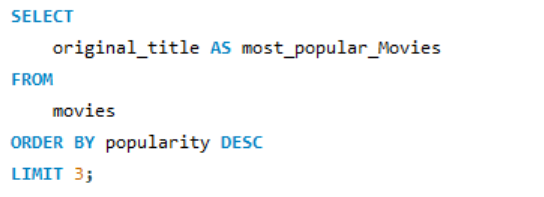 SELECT
    original_title AS most_popular_Movies
FROM
    movies
ORDER BY popularity DESC
LIMIT 3;